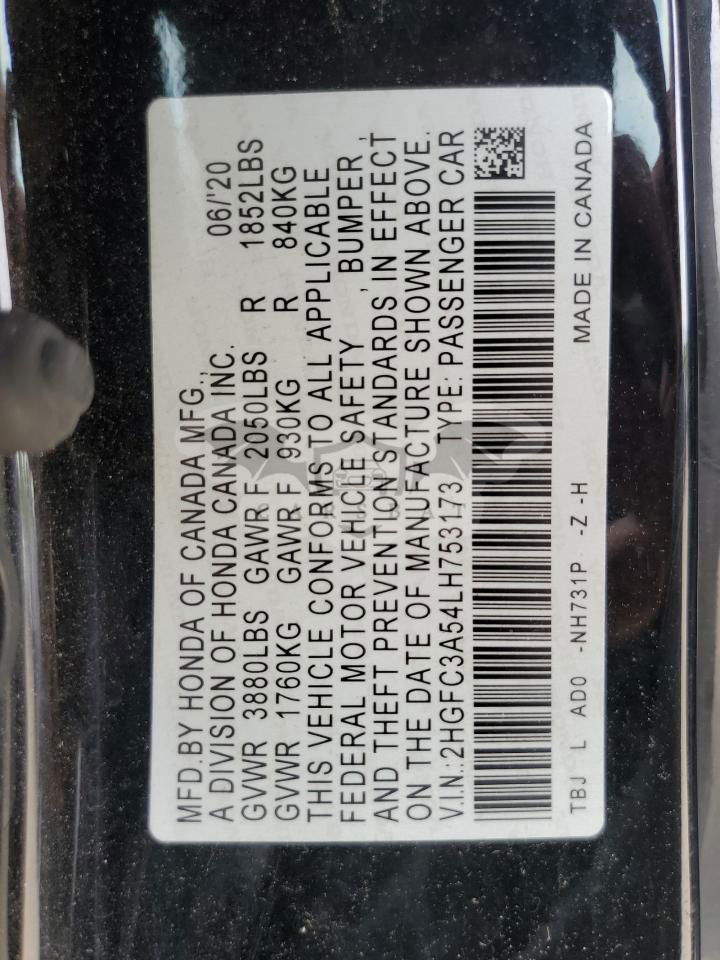 MFD.BY HONDA OF CANADA MFG.,
A DIVISION OF HONDA CANADA INC. 06/'20
GVWR 3880LBS GAWR F 2050LBS R 1852LBS
GVWR 1760KG GAWR F 930KG R 840KG
THIS VEHICLE CONFORMS TO ALL APPLICABLE
FEDERAL MOTOR VEHICLE SAFETY , BUMPER ,
AND THEFT PREVENTION STANDARDS IN EFFECT
ON THE DATE OF MANUFACTURE SHOWN ABOVE.
V.I.N.:2HGFC3A54LH753173 TYPE: PASSENGER CAR
TBJ L AD0 -NH731P -Z -H MADE IN CANADA